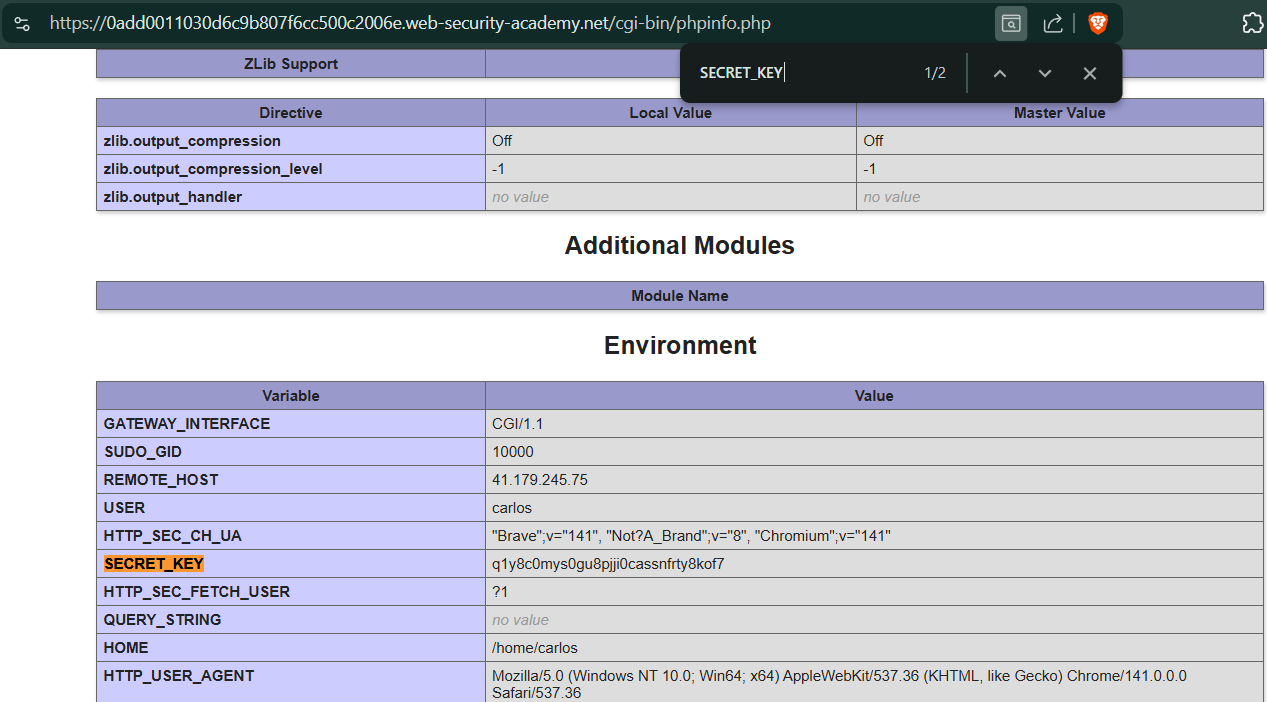 https://0add0011030d6c9b807f6cc500c2006e.web-security-academy.net/cgi-bin/phpinfo.php
SECRET_KEY 1/2
ZLib Support
Directive Local Value Master Value
zlib.output_compression Off Off
zlib.output_compression_level -1 -1
zlib.output_handler no value no value
Additional Modules
Module Name
Environment
Variable Value
GATEWAY_INTERFACE CGI/1.1
SUDO_GID 10000
REMOTE_HOST 41.179.245.75
USER carlos
HTTP_SEC_CH_UA "Brave";v="141", "Not?A_Brand";v="8", "Chromium";v="141"
SECRET_KEY q1y8c0mys0gu8pjji0cassnfrty8kof7
HTTP_SEC_FETCH_USER ?1
QUERY_STRING no value
HOME /home/carlos
HTTP_USER_AGENT Mozilla/5.0 (Windows NT 10.0; Win64; x64) AppleWebKit/537.36 (KHTML, like Gecko) Chrome/141.0.0.0
Safari/537.36